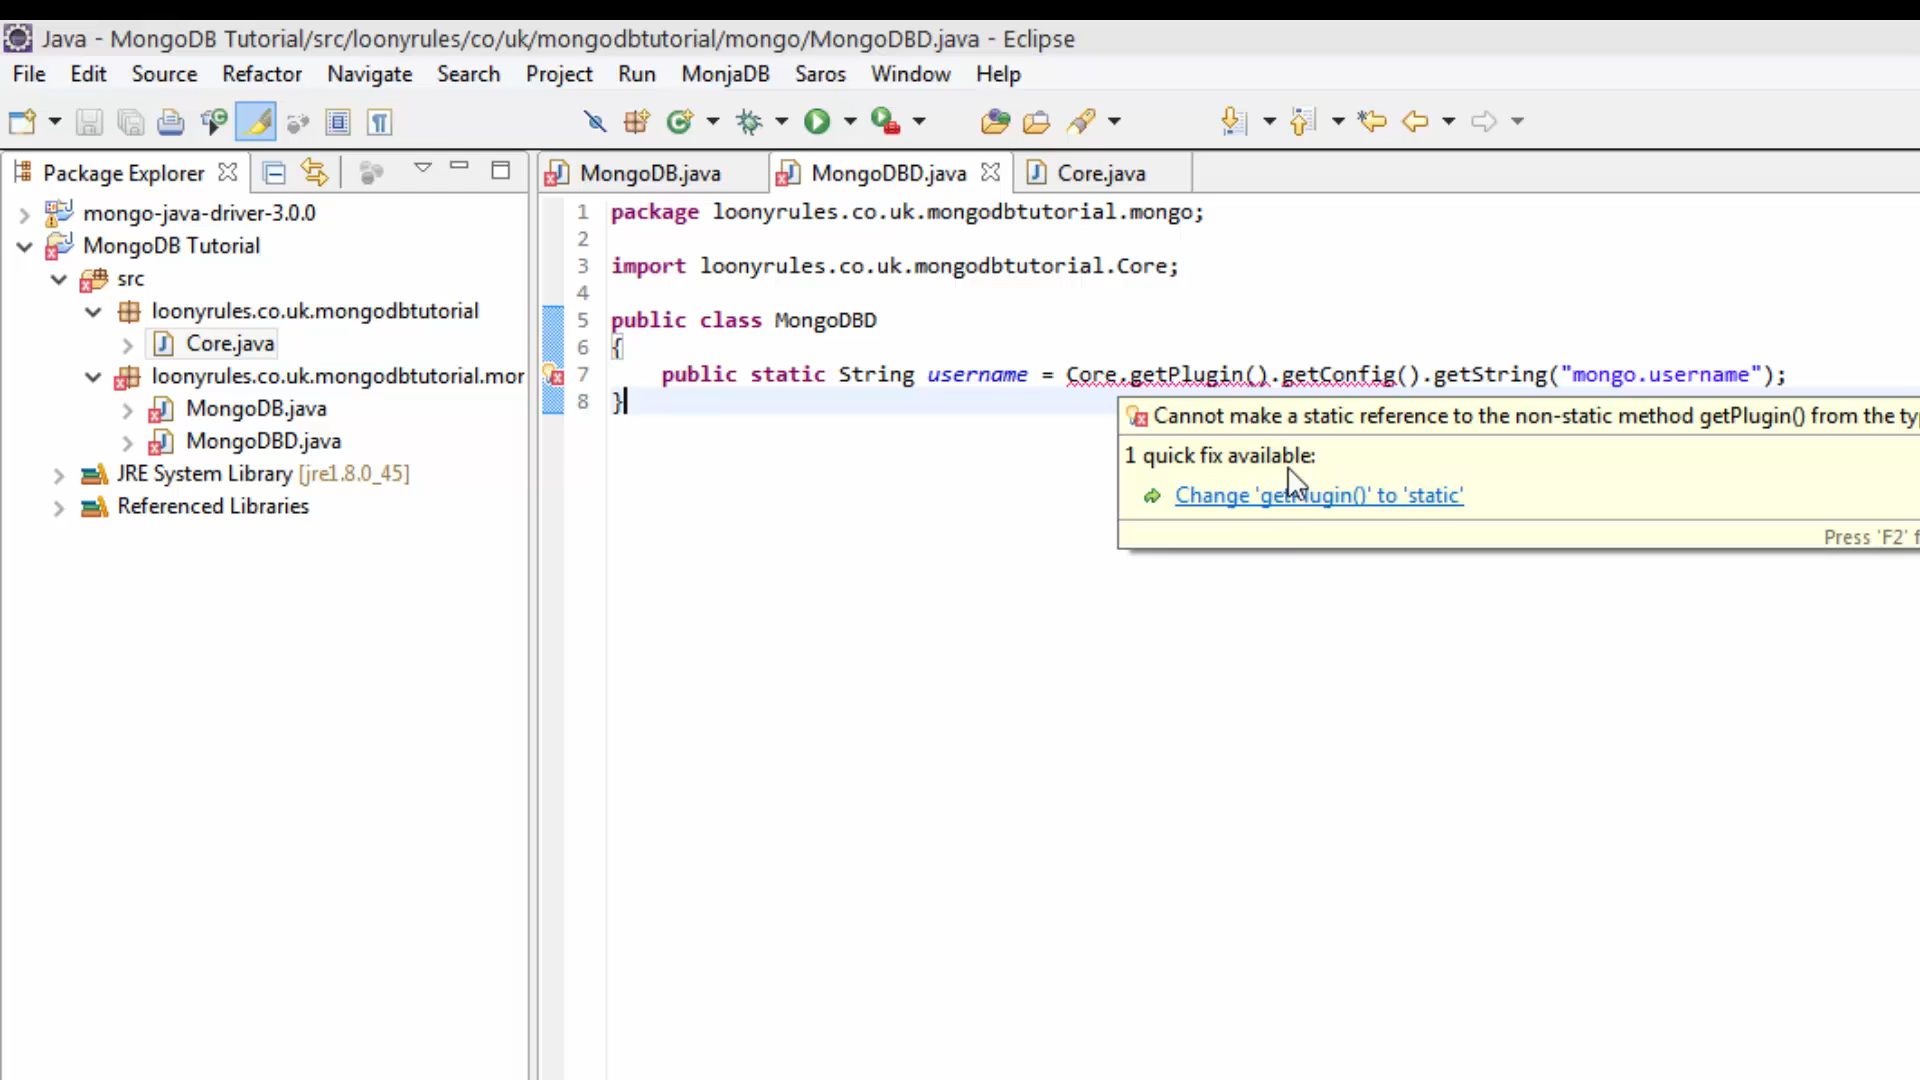 Java - MongoDB Tutorial/src/loonyrules/co/uk/mongodbtutorial/mongo/MongoDBD.java - Eclipse
File Edit Source Refactor Navigate Search Project Run MonjaDB Saros Window Help
Package Explorer
mongo-java-driver-3.0.0
MongoDB Tutorial
src
loonyrules.co.uk.mongodbtutorial
Core.java
loonyrules.co.uk.mongodbtutorial.mor
MongoDB.java
MongoDBD.java
JRE System Library [jre1.8.0_45]
Referenced Libraries
MongoDB.java MongoDBD.java Core.java
1 package loonyrules.co.uk.mongodbtutorial.mongo;
2
3 import loonyrules.co.uk.mongodbtutorial.Core;
4
5 public class MongoDBD
6 {
7 public static String username = Core.getPlugin().getConfig().getString("mongo.username");
8 }
Cannot make a static reference to the non-static method getPlugin() from the ty
1 quick fix available:
Change 'getPlugin()' to 'static'
Press 'F2' f